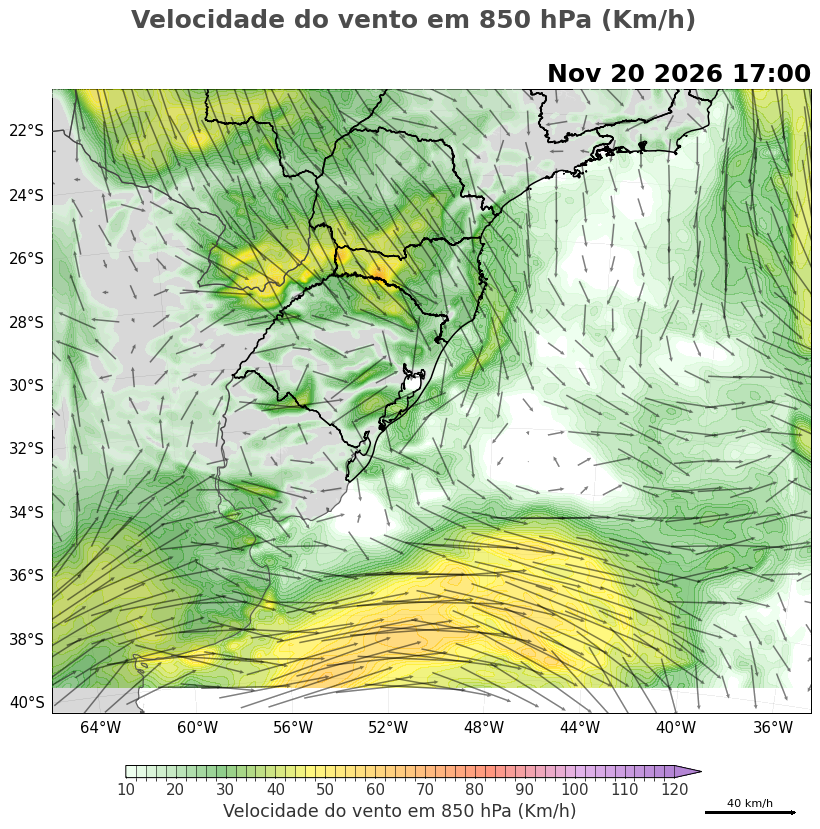 Velocidade do vento em 850 hPa (Km/h)
Nov 20 2026 17:00
22°S
24°S
26°S
28°S
30°S
32°S
34°S
36°S
38°S
40°S
64°W 60°W 56°W 52°W 48°W 44°W 40°W 36°W
10 20 30 40 50 60 70 80 90 100 110 120
Velocidade do vento em 850 hPa (Km/h)
40 km/h